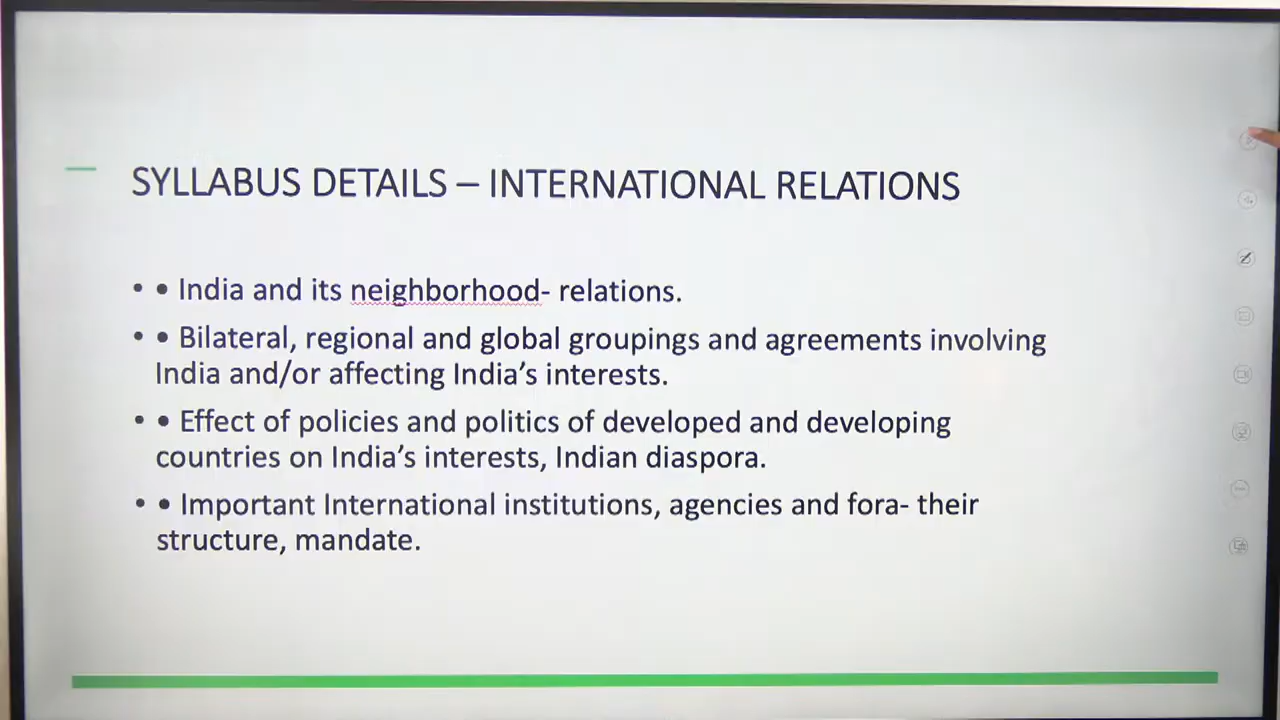 SYLLABUS DETAILS – INTERNATIONAL RELATIONS
• • India and its neighborhood- relations.
• • Bilateral, regional and global groupings and agreements involving
India and/or affecting India’s interests.
• • Effect of policies and politics of developed and developing
countries on India’s interests, Indian diaspora.
• • Important International institutions, agencies and fora- their
structure, mandate.